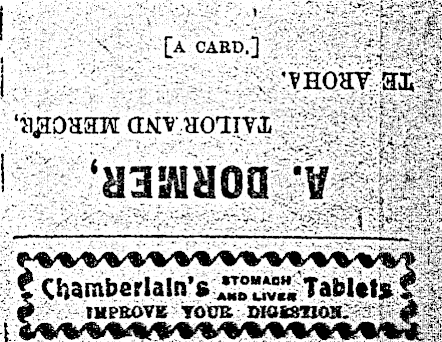 [A CARD.]
A. DORMER,
TAILOR AND MERCER,
TE AROHA.
Chamberlain's STOMACH AND LIVER Tablets
IMPROVE YOUR DIGESTION.